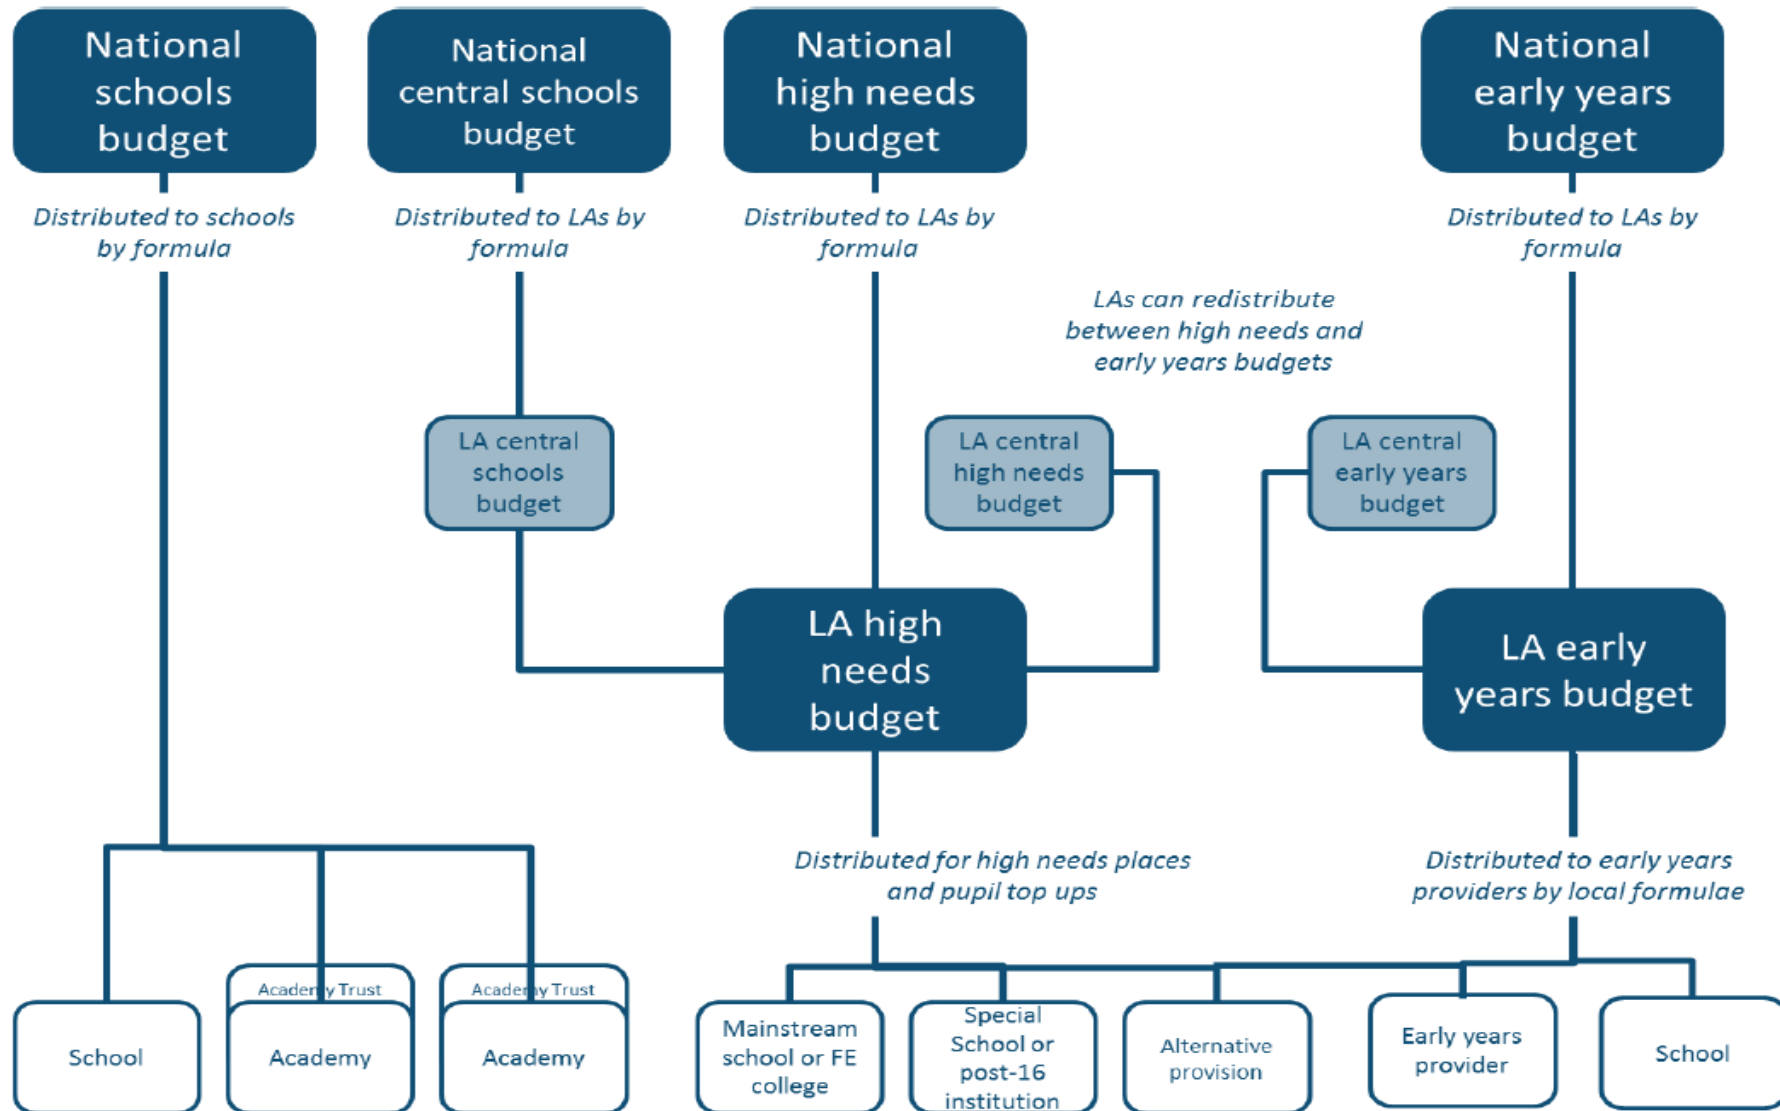 National
schools
budget
National
central schools
budget
National
high needs
budget
National
early years
budget
Distributed to schools
by formula
Distributed to LAs by
formula
Distributed to LAs by
formula
Distributed to LAs by
formula
LAs can redistribute
between high needs and
early years budgets
LA central
schools
budget
LA central
high needs
budget
LA central
early years
budget
LA high
needs
budget
LA early
years budget
Distributed for high needs places
and pupil top ups
Distributed to early years
providers by local formulae
School
Academy Trust
Academy
Academy Trust
Academy
Mainstream
school or FE
college
Special
School or
post-16
institution
Alternative
provision
Early years
provider
School